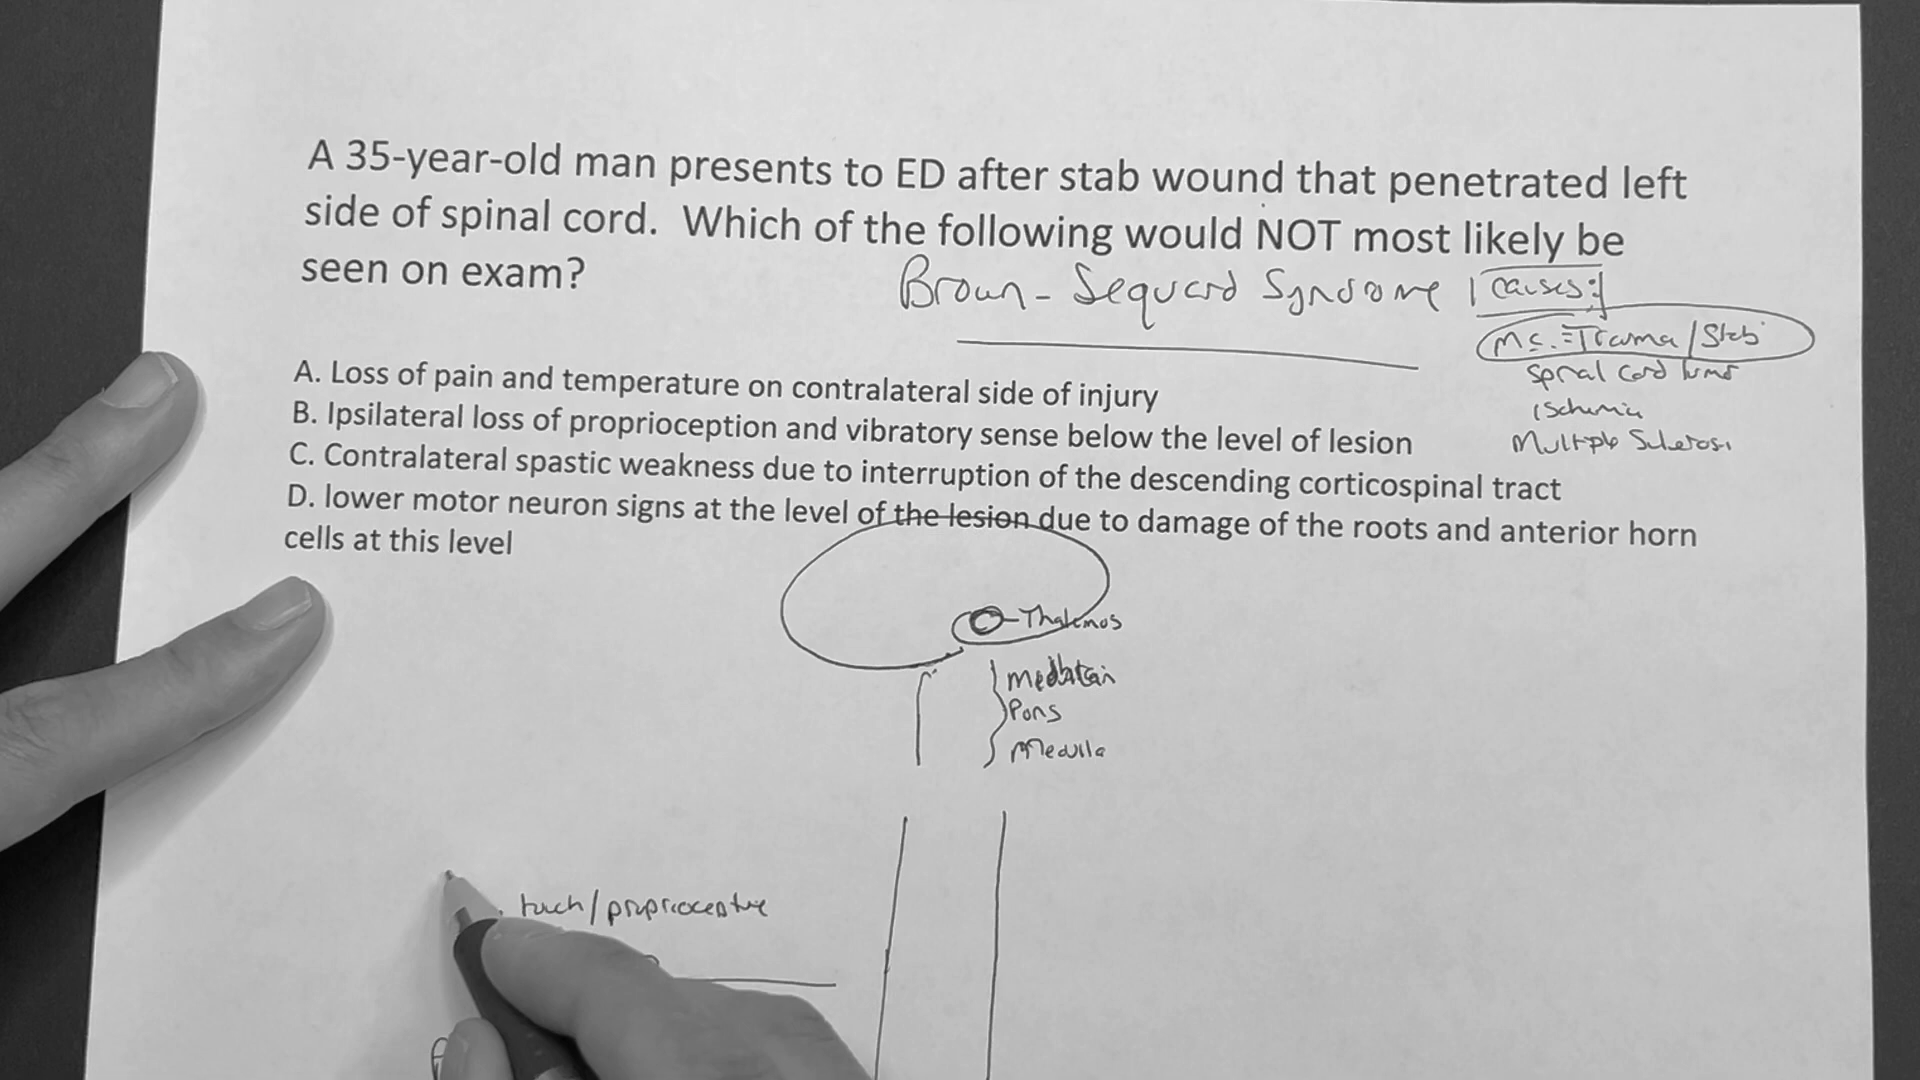 A 35-year-old man presents to ED after stab wound that penetrated left
side of spinal cord. Which of the following would NOT most likely be
seen on exam?
Brown-Sequard Syndrome
causes:
M.C.=Trauma/Stab
Spinal cord tumor
ischemia
Multiple Sclerosi
A. Loss of pain and temperature on contralateral side of injury
B. Ipsilateral loss of proprioception and vibratory sense below the level of lesion
C. Contralateral spastic weakness due to interruption of the descending corticospinal tract
D. lower motor neuron signs at the level of the lesion due to damage of the roots and anterior horn
cells at this level
Thalamus
Midbrain
Pons
Medulla
touch/proprioceptive